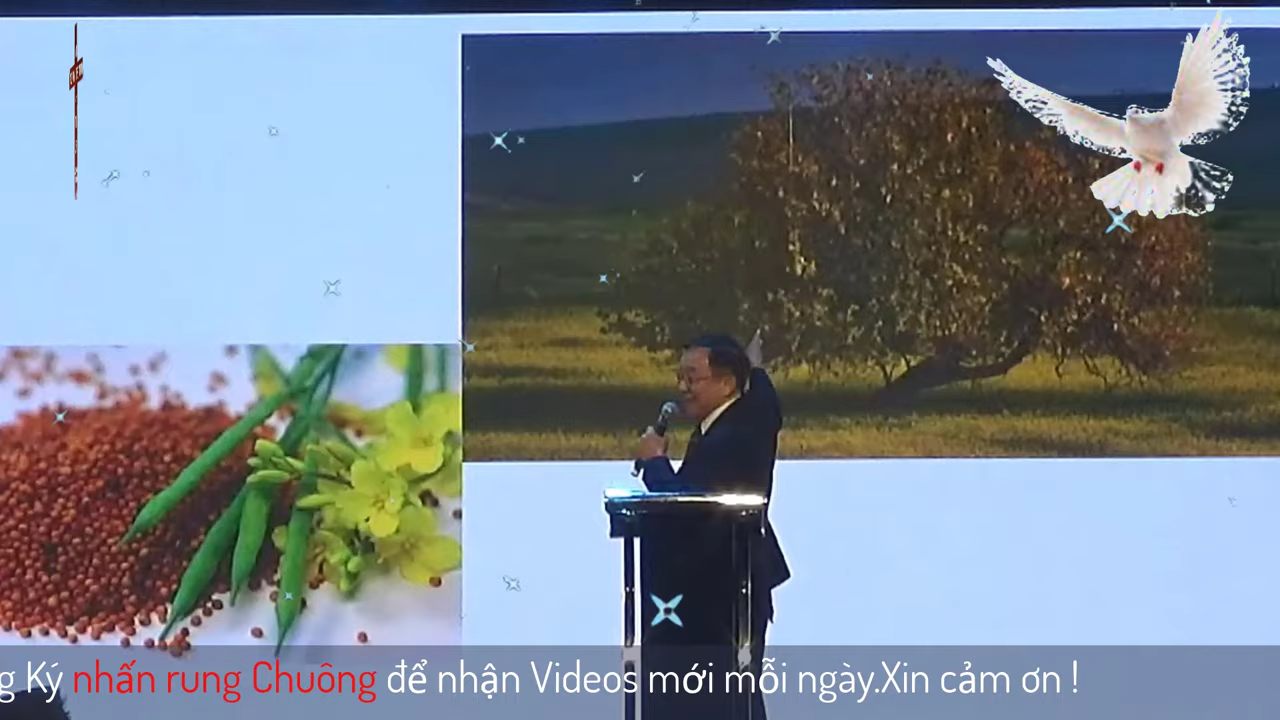 g Ký nhấn rung Chuông để nhận Videos mới mỗi ngày.Xin cảm ơn !